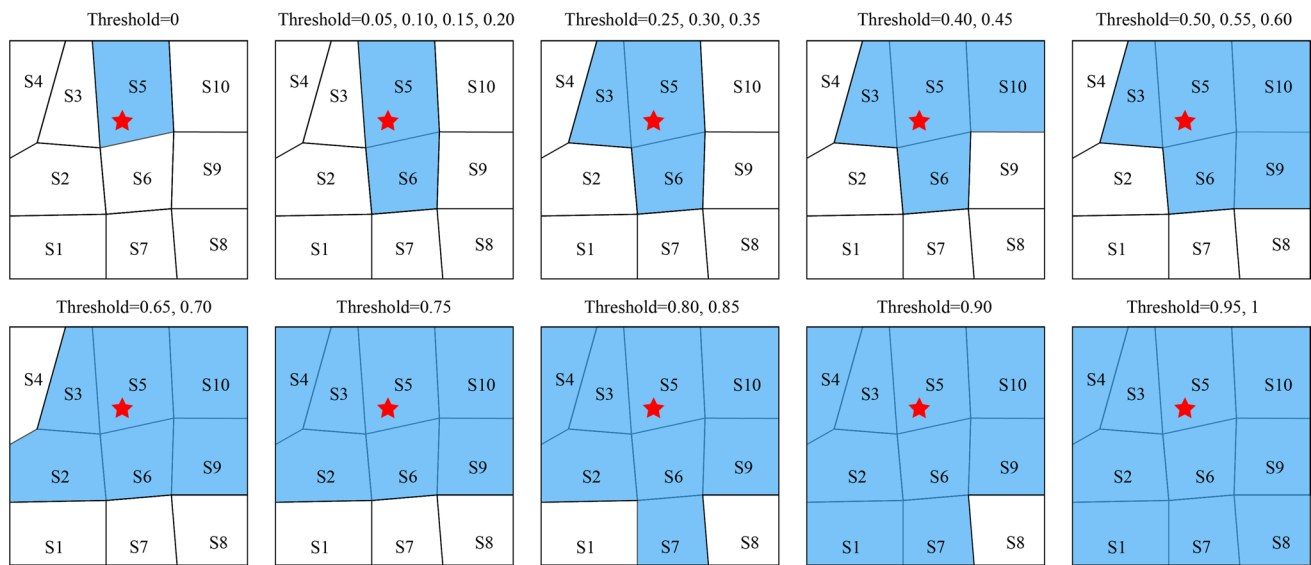 Threshold=0
S4
S3
S5
S10
S2
S6
S9
S1
S7
S8
Threshold=0.05, 0.10, 0.15, 0.20
S4
S3
S5
S10
S2
S6
S9
S1
S7
S8
Threshold=0.25, 0.30, 0.35
S4
S3
S5
S10
S2
S6
S9
S1
S7
S8
Threshold=0.40, 0.45
S4
S3
S5
S10
S2
S6
S9
S1
S7
S8
Threshold=0.50, 0.55, 0.60
S4
S3
S5
S10
S2
S6
S9
S1
S7
S8
Threshold=0.65, 0.70
S4
S3
S5
S10
S2
S6
S9
S1
S7
S8
Threshold=0.75
S4
S3
S5
S10
S2
S6
S9
S1
S7
S8
Threshold=0.80, 0.85
S4
S3
S5
S10
S2
S6
S9
S1
S7
S8
Threshold=0.90
S4
S3
S5
S10
S2
S6
S9
S1
S7
S8
Threshold=0.95, 1
S4
S3
S5
S10
S2
S6
S9
S1
S7
S8